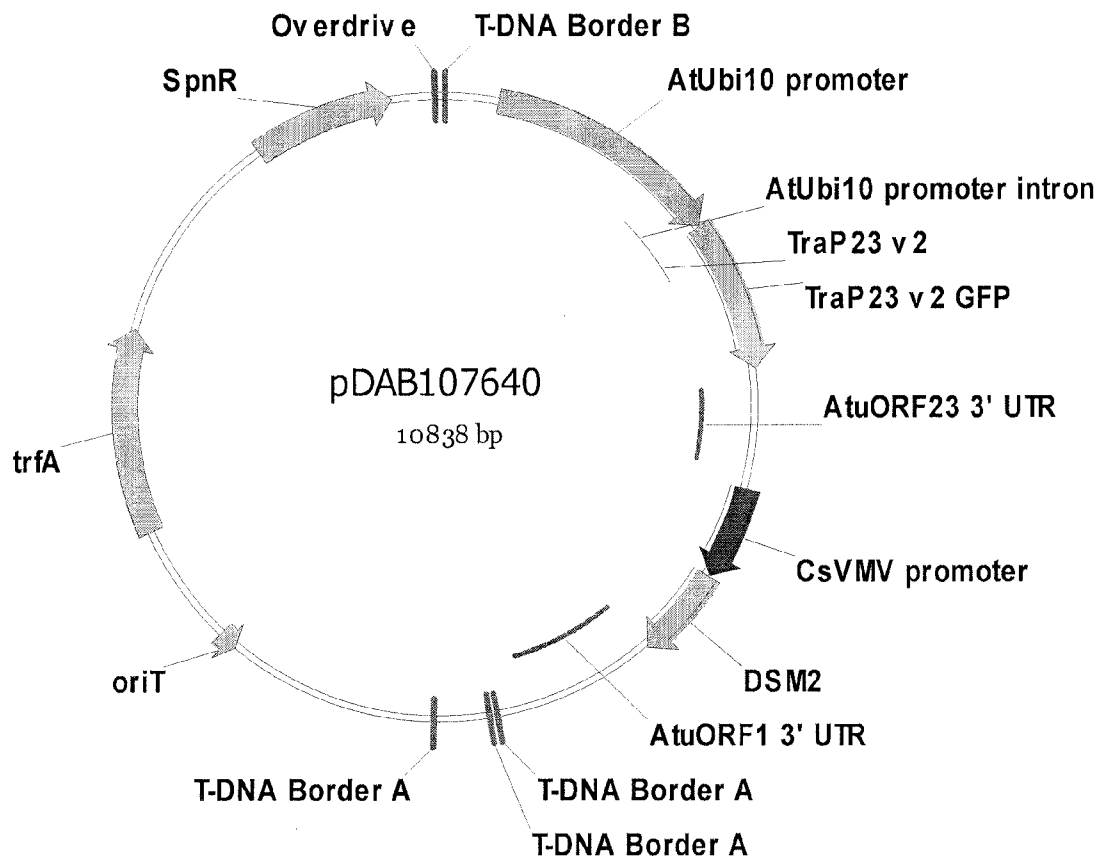 Overdrive
T-DNA Border B
SpnR
AtUbi10 promoter
AtUbi10 promoter intron
TraP23 v2
TraP23 v2 GFP
pDAB107640
10838 bp
AtuORF23 3' UTR
trfA
CsVMV promoter
oriT
DSM2
AtuORF1 3' UTR
T-DNA Border A
T-DNA Border A
T-DNA Border A